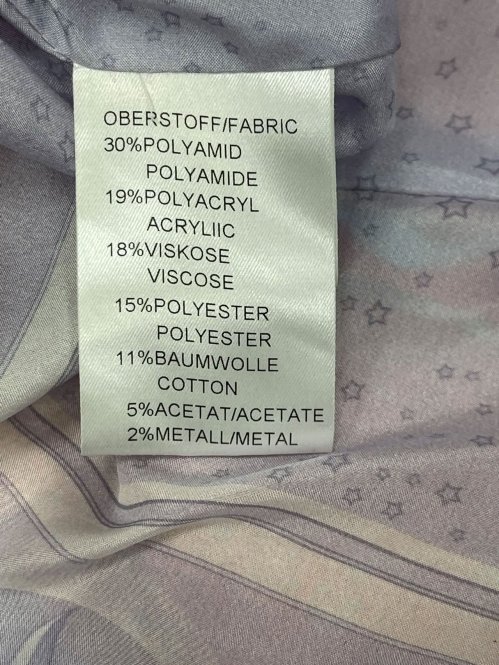 OBERSTOFF/FABRIC
30%POLYAMID
POLYAMIDE
19%POLYACRYL
ACRYLIIC
18%VISKOSE
VISCOSE
15%POLYESTER
POLYESTER
11%BAUMWOLLE
COTTON
5%ACETAT/ACETATE
2%METALL/METAL